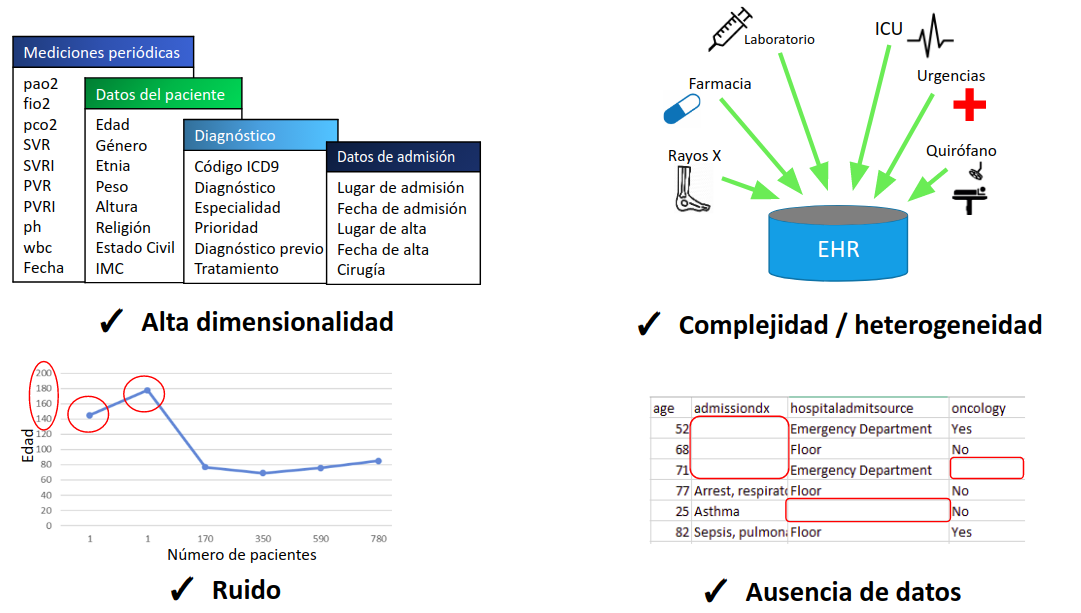 Mediciones periódicas
pao2
fio2
pco2
SVR
SVRI
PVR
PVRI
ph
wbc
Fecha
Datos del paciente
Edad
Género
Etnia
Peso
Altura
Religión
Estado Civil
IMC
Diagnóstico
Código ICD9
Diagnóstico
Especialidad
Prioridad
Diagnóstico previo
Tratamiento
Datos de admisión
Lugar de admisión
Fecha de admisión
Lugar de alta
Fecha de alta
Cirugía
✓ Alta dimensionalidad
Laboratorio
ICU
Farmacia
Urgencias
Rayos X
Quirófano
EHR
✓ Complejidad / heterogeneidad
200
180
160
140
120
100
80
60
40
20
0
Edad
1 1 170 350 590 780
Número de pacientes
✓ Ruido
age admissiondx hospitaladmitsource oncology
52 Emergency Department Yes
68 Floor No
71 Emergency Department
77 Arrest, respirato Floor No
25 Asthma No
82 Sepsis, pulmona Floor Yes
✓ Ausencia de datos